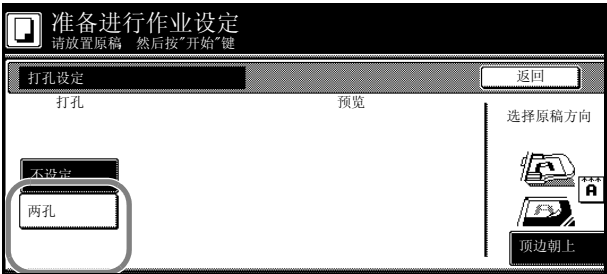 准备进行作业设定
请放置原稿 然后按"开始"键
打孔设定
返回
打孔
预览
选择原稿方向
不设定
A
两孔
顶边朝上